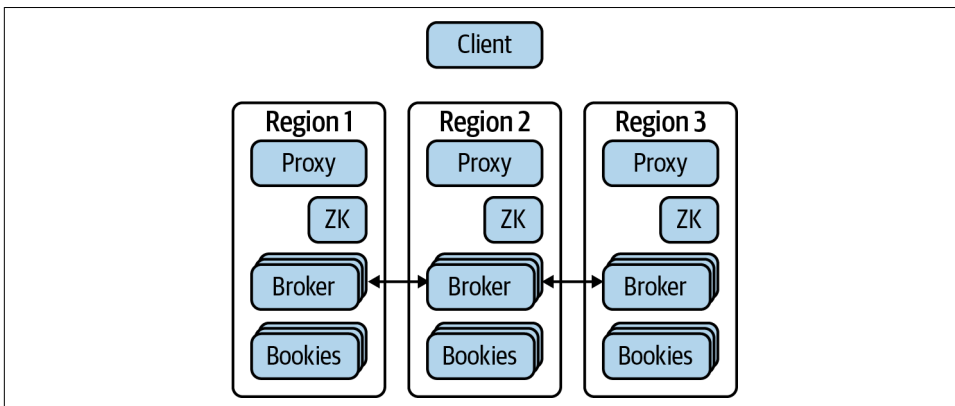 Client
Region 1
Region 2
Region 3
Proxy
Proxy
Proxy
ZK
ZK
ZK
Broker
Broker
Broker
Bookies
Bookies
Bookies